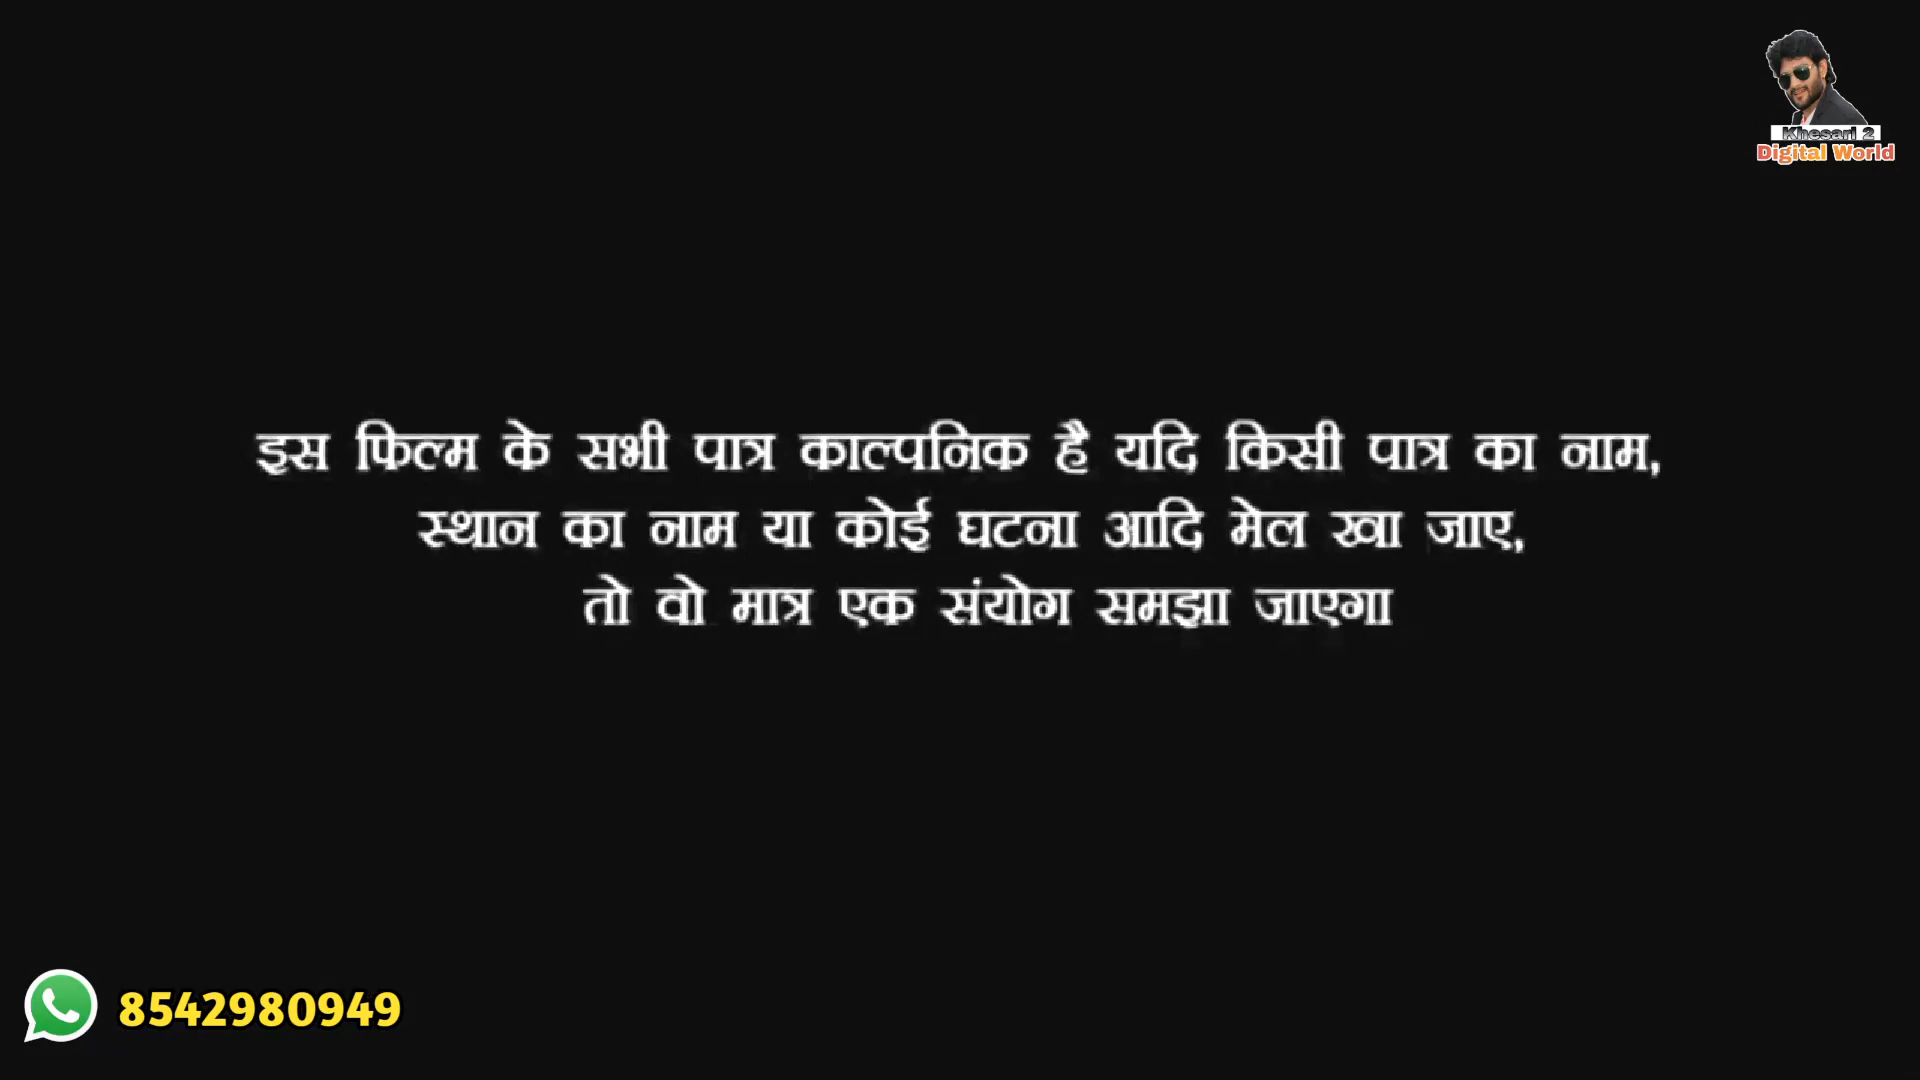 Khesari 2
Digital World
इस फिल्म के सभी पात्र काल्पनिक है यदि किसी पात्र का नाम,
स्थान का नाम या कोई घटना आदि मेल खा जाए,
तो वो मात्र एक संयोग समझा जाएगा
8542980949